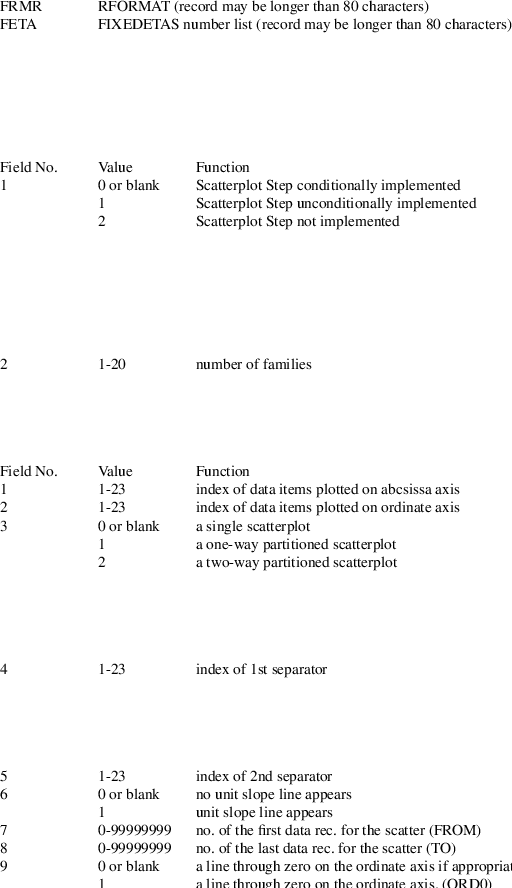 FRMR RFORMAT (record may be longer than 80 characters)
FETA FIXEDETAS number list (record may be longer than 80 characters)
Field No. Value Function
1 0 or blank Scatterplot Step conditionally implemented
1 Scatterplot Step unconditionally implemented
2 Scatterplot Step not implemented
2 1-20 number of families
Field No. Value Function
1 1-23 index of data items plotted on abcsissa axis
2 1-23 index of data items plotted on ordinate axis
3 0 or blank a single scatterplot
1 a one-way partitioned scatterplot
2 a two-way partitioned scatterplot
4 1-23 index of 1st separator
5 1-23 index of 2nd separator
6 0 or blank no unit slope line appears
1 unit slope line appears
7 0-99999999 no. of the first data rec. for the scatter (FROM)
8 0-99999999 no. of the last data rec. for the scatter (TO)
9 0 or blank a line through zero on the ordinate axis if appropriat
1 a line through zero on the ordinate axis. (ORD0)